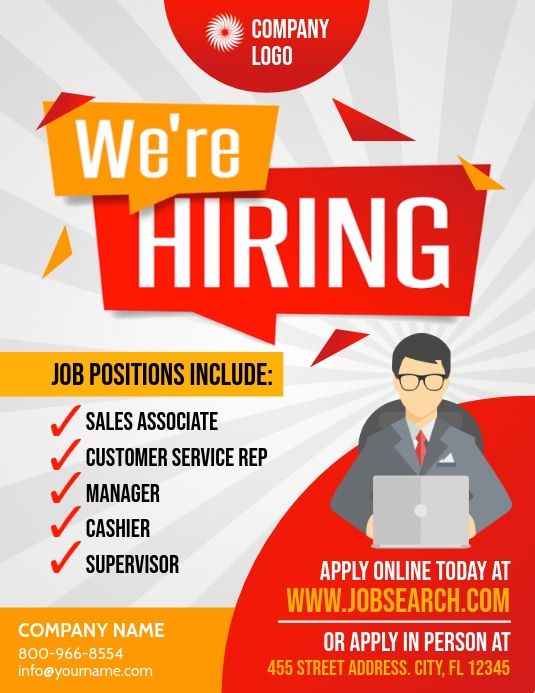 COMPANY
LOGO
We're
HIRING
JOB POSITIONS INCLUDE:
SALES ASSOCIATE
CUSTOMER SERVICE REP
MANAGER
CASHIER
SUPERVISOR
APPLY ONLINE TODAY AT
WWW.JOBSEARCH.COM
OR APPLY IN PERSON AT
455 STREET ADDRESS. CITY, FL 12345
COMPANY NAME
800-966-8554
info@yourname.com